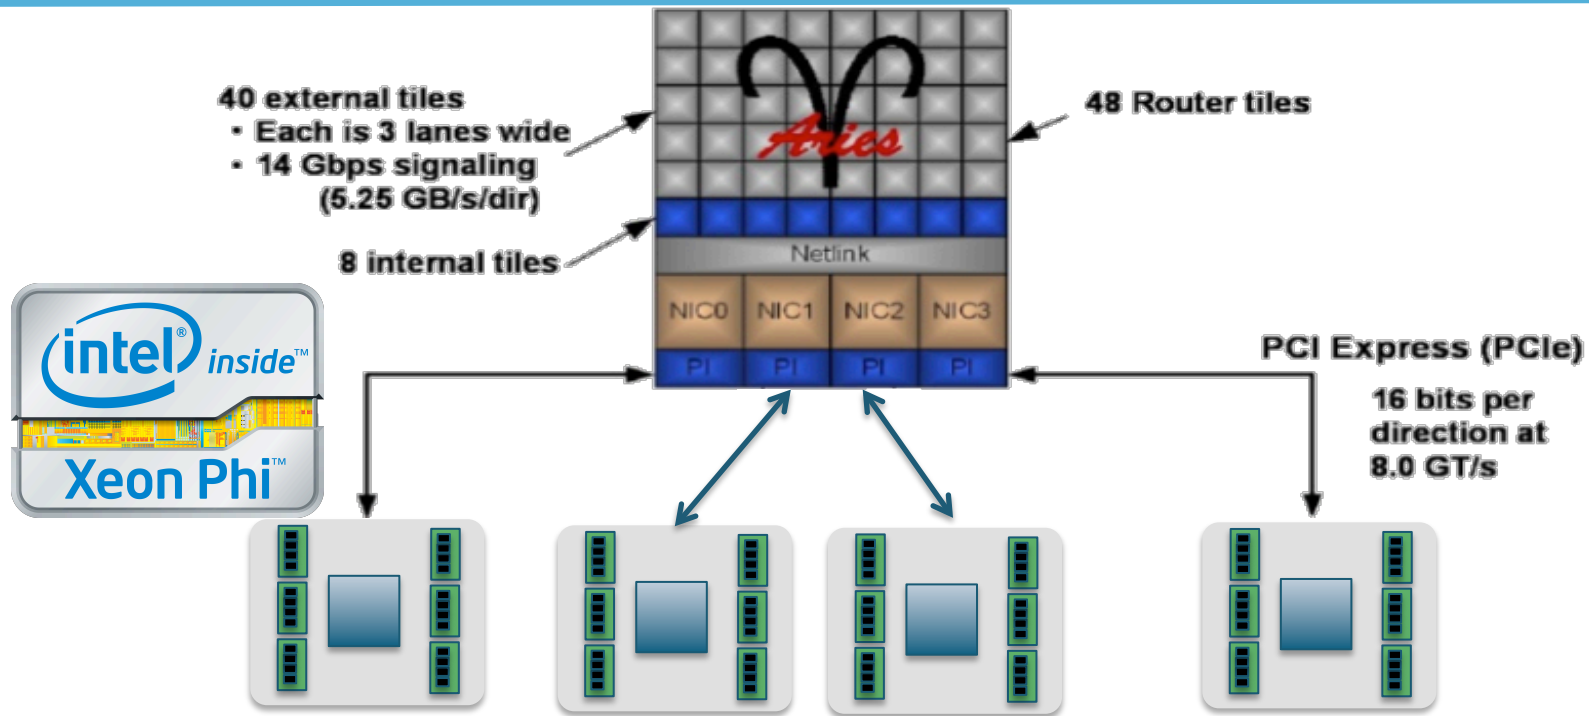 40 external tiles
· Each is 3 lanes wide
· 14 Gbps signaling
(5.25 GB/s/dir)
8 internal tiles
Aries
48 Router tiles
Netlink
NIC0 NIC1 NIC2 NIC3
PI PI PI PI
intel® inside™
Xeon Phi™
PCI Express (PCIe)
16 bits per
direction at
8.0 GT/s